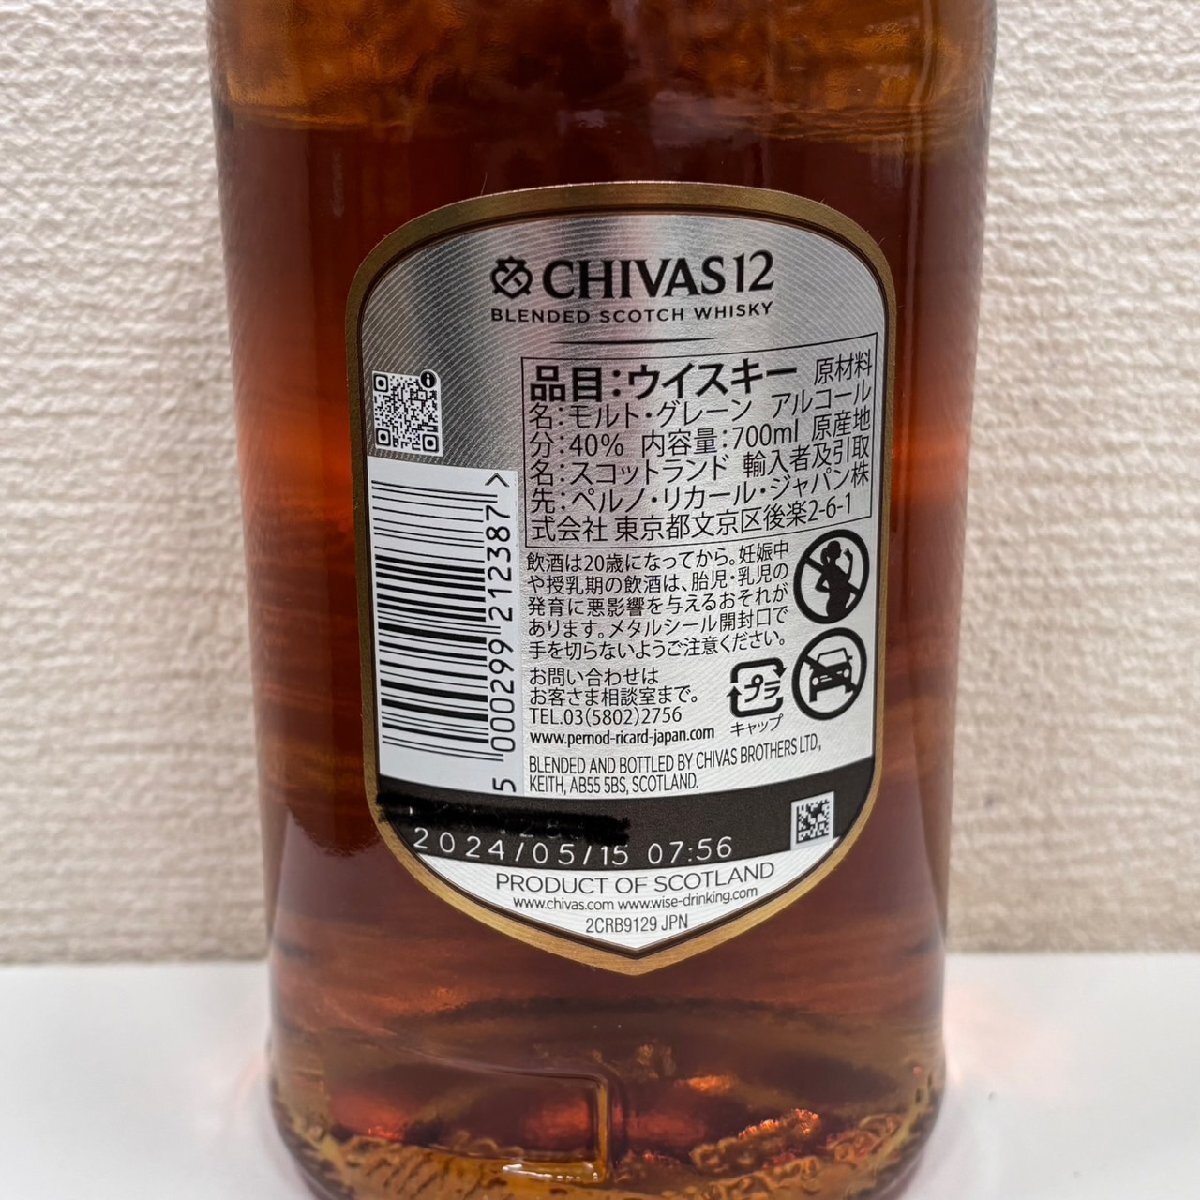 CHIVAS 12
BLENDED SCOTCH WHISKY
品目:ウイスキー 原材料
名:モルト・グレーン アルコール
分:40% 内容量:700ml 原産地
名:スコットランド 輸入者及引取
先:ペルノ・リカール・ジャパン株
式会社 東京都文京区後楽2-6-1
飲酒は20歳になってから。妊娠中
や授乳期の飲酒は、胎児・乳児の
発育に悪影響を与えるおそれが
あります。メタルシール開封口で
手を切らないようご注意ください。
お問い合わせは
お客さま相談室まで。
TEL.03(5802)2756
www.pernod-ricard-japan.com
プラ
キャップ
BLENDED AND BOTTLED BY CHIVAS BROTHERS LTD,
KEITH, AB55 5BS, SCOTLAND.
5 000299 212387 >
2024/05/15 07:56
PRODUCT OF SCOTLAND
www.chivas.com www.wise-drinking.com
2CRB9129 JPN